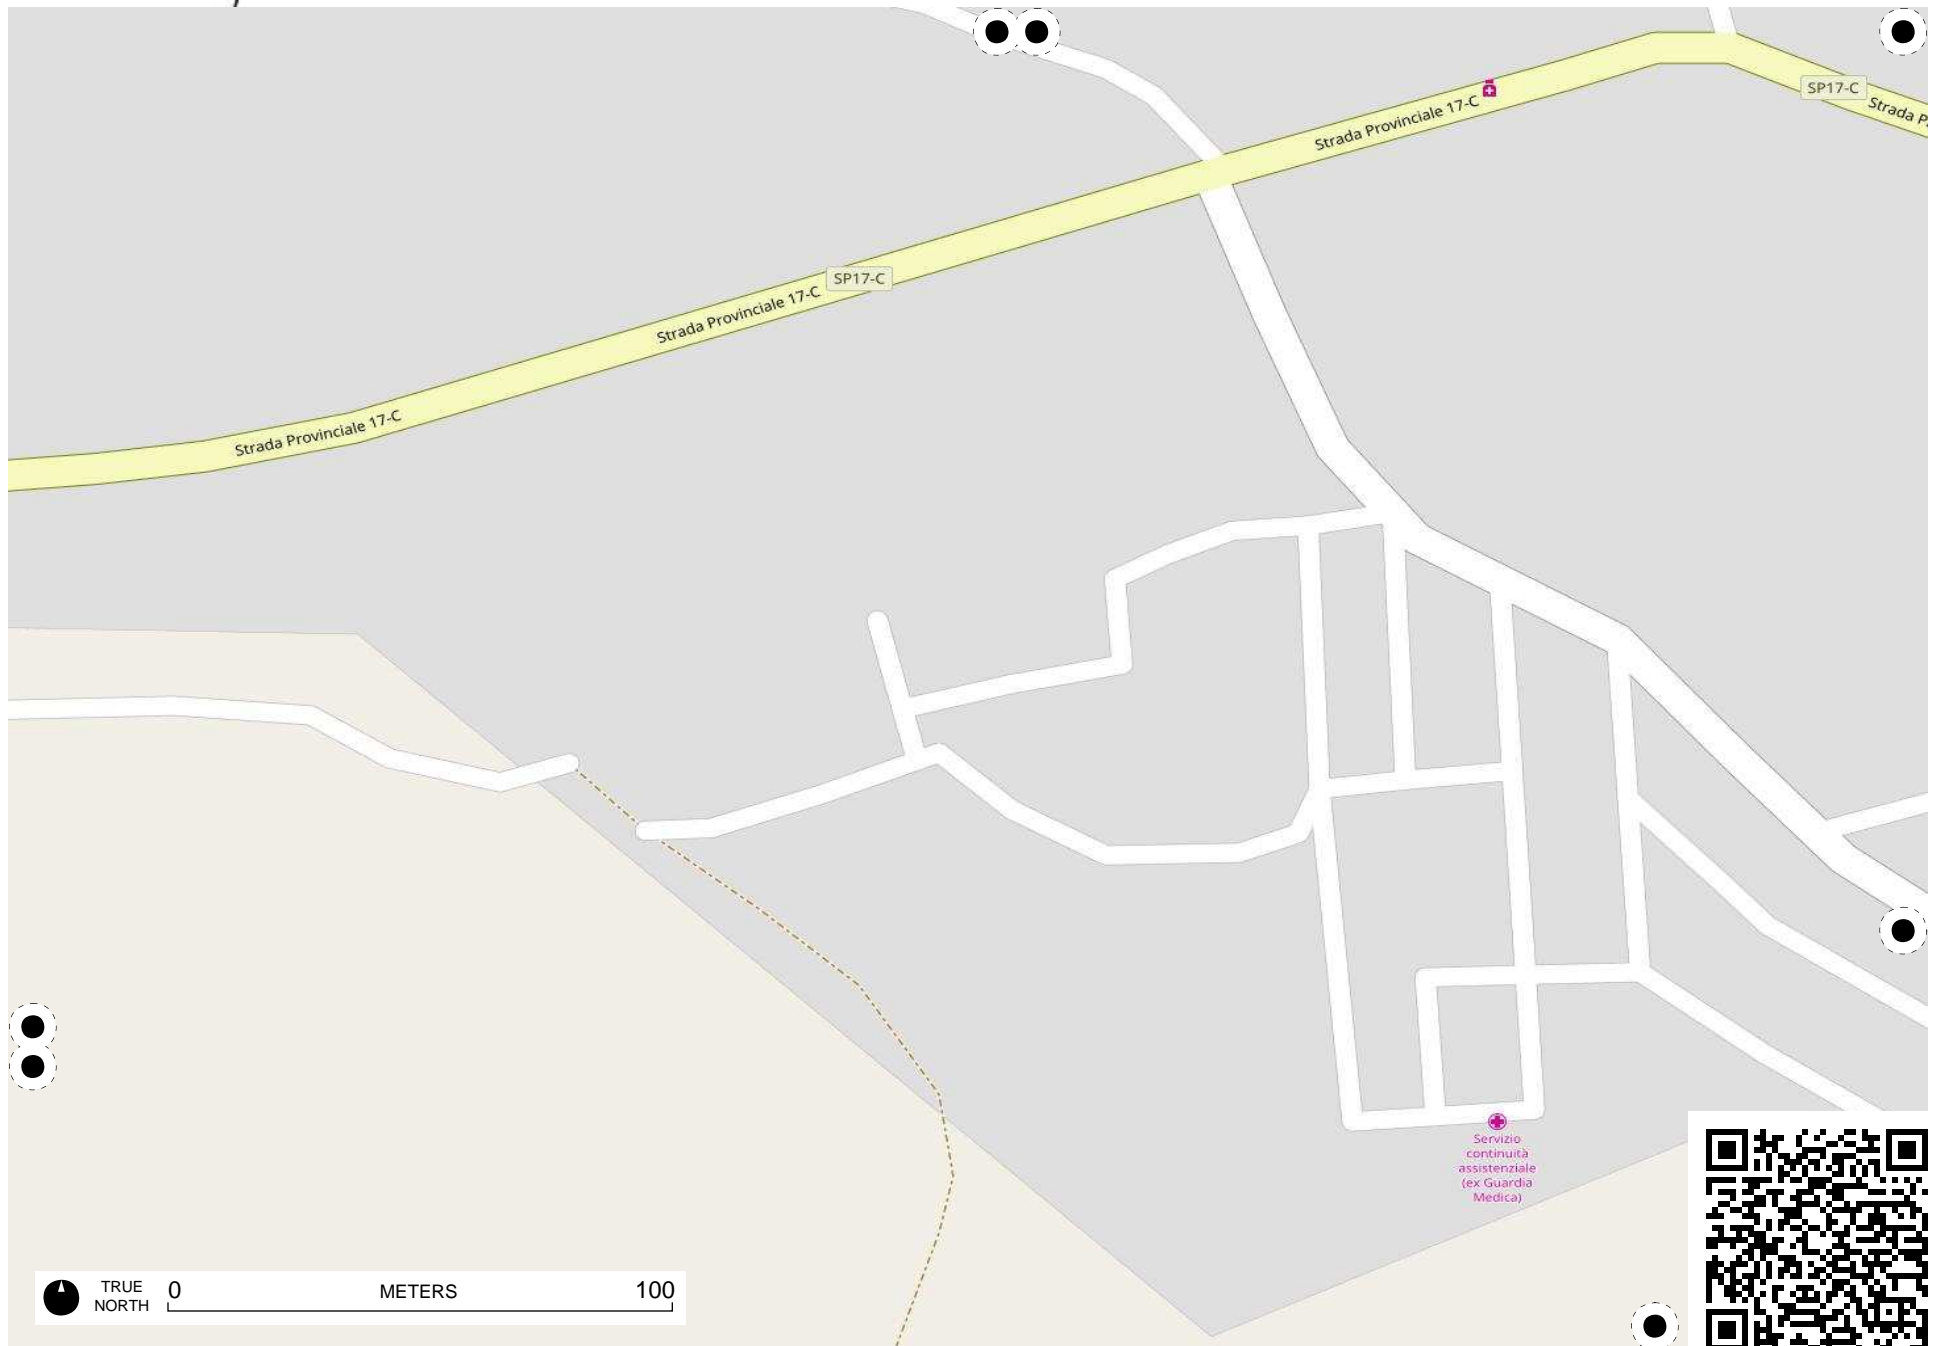 SP17-C
Strada P
Strada Provinciale 17-C
SP17-C
Strada Provinciale 17-C
Strada Provinciale 17-C
Servizio
continuità
assistenziale
(ex Guardia
Medica)
TRUE
NORTH
0
METERS
100